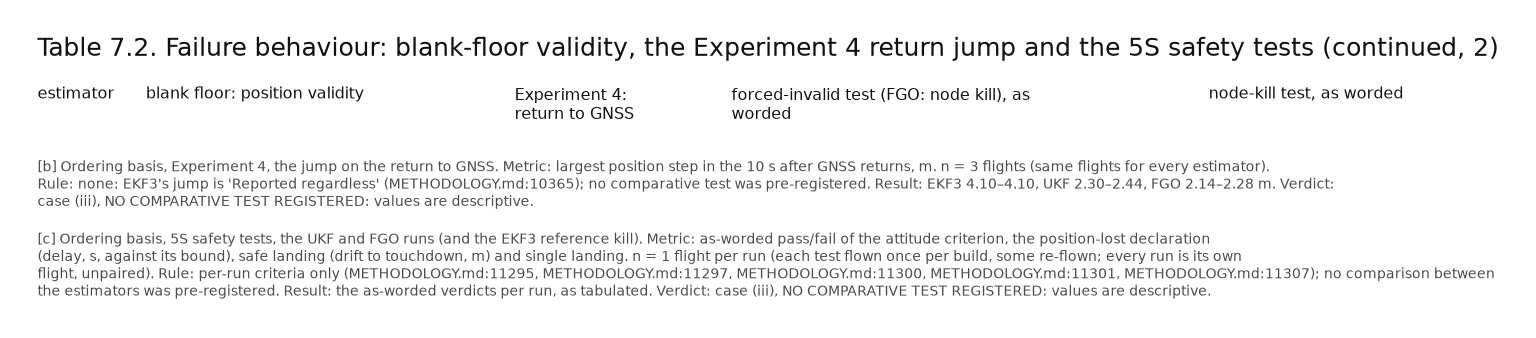 Table 7.2. Failure behaviour: blank-floor validity, the Experiment 4 return jump and the 5S safety tests (continued, 2)
estimator
blank floor: position validity
Experiment 4:
return to GNSS
forced-invalid test (FGO: node kill), as
worded
node-kill test, as worded
[b] Ordering basis, Experiment 4, the jump on the return to GNSS. Metric: largest position step in the 10 s after GNSS returns, m. n = 3 flights (same flights for every estimator).
Rule: none: EKF3's jump is 'Reported regardless' (METHODOLOGY.md:10365); no comparative test was pre-registered. Result: EKF3 4.10–4.10, UKF 2.30–2.44, FGO 2.14–2.28 m. Verdict:
case (iii), NO COMPARATIVE TEST REGISTERED: values are descriptive.
[c] Ordering basis, 5S safety tests, the UKF and FGO runs (and the EKF3 reference kill). Metric: as-worded pass/fail of the attitude criterion, the position-lost declaration
(delay, s, against its bound), safe landing (drift to touchdown, m) and single landing. n = 1 flight per run (each test flown once per build, some re-flown; every run is its own
flight, unpaired). Rule: per-run criteria only (METHODOLOGY.md:11295, METHODOLOGY.md:11297, METHODOLOGY.md:11300, METHODOLOGY.md:11301, METHODOLOGY.md:11307); no comparison between
the estimators was pre-registered. Result: the as-worded verdicts per run, as tabulated. Verdict: case (iii), NO COMPARATIVE TEST REGISTERED: values are descriptive.